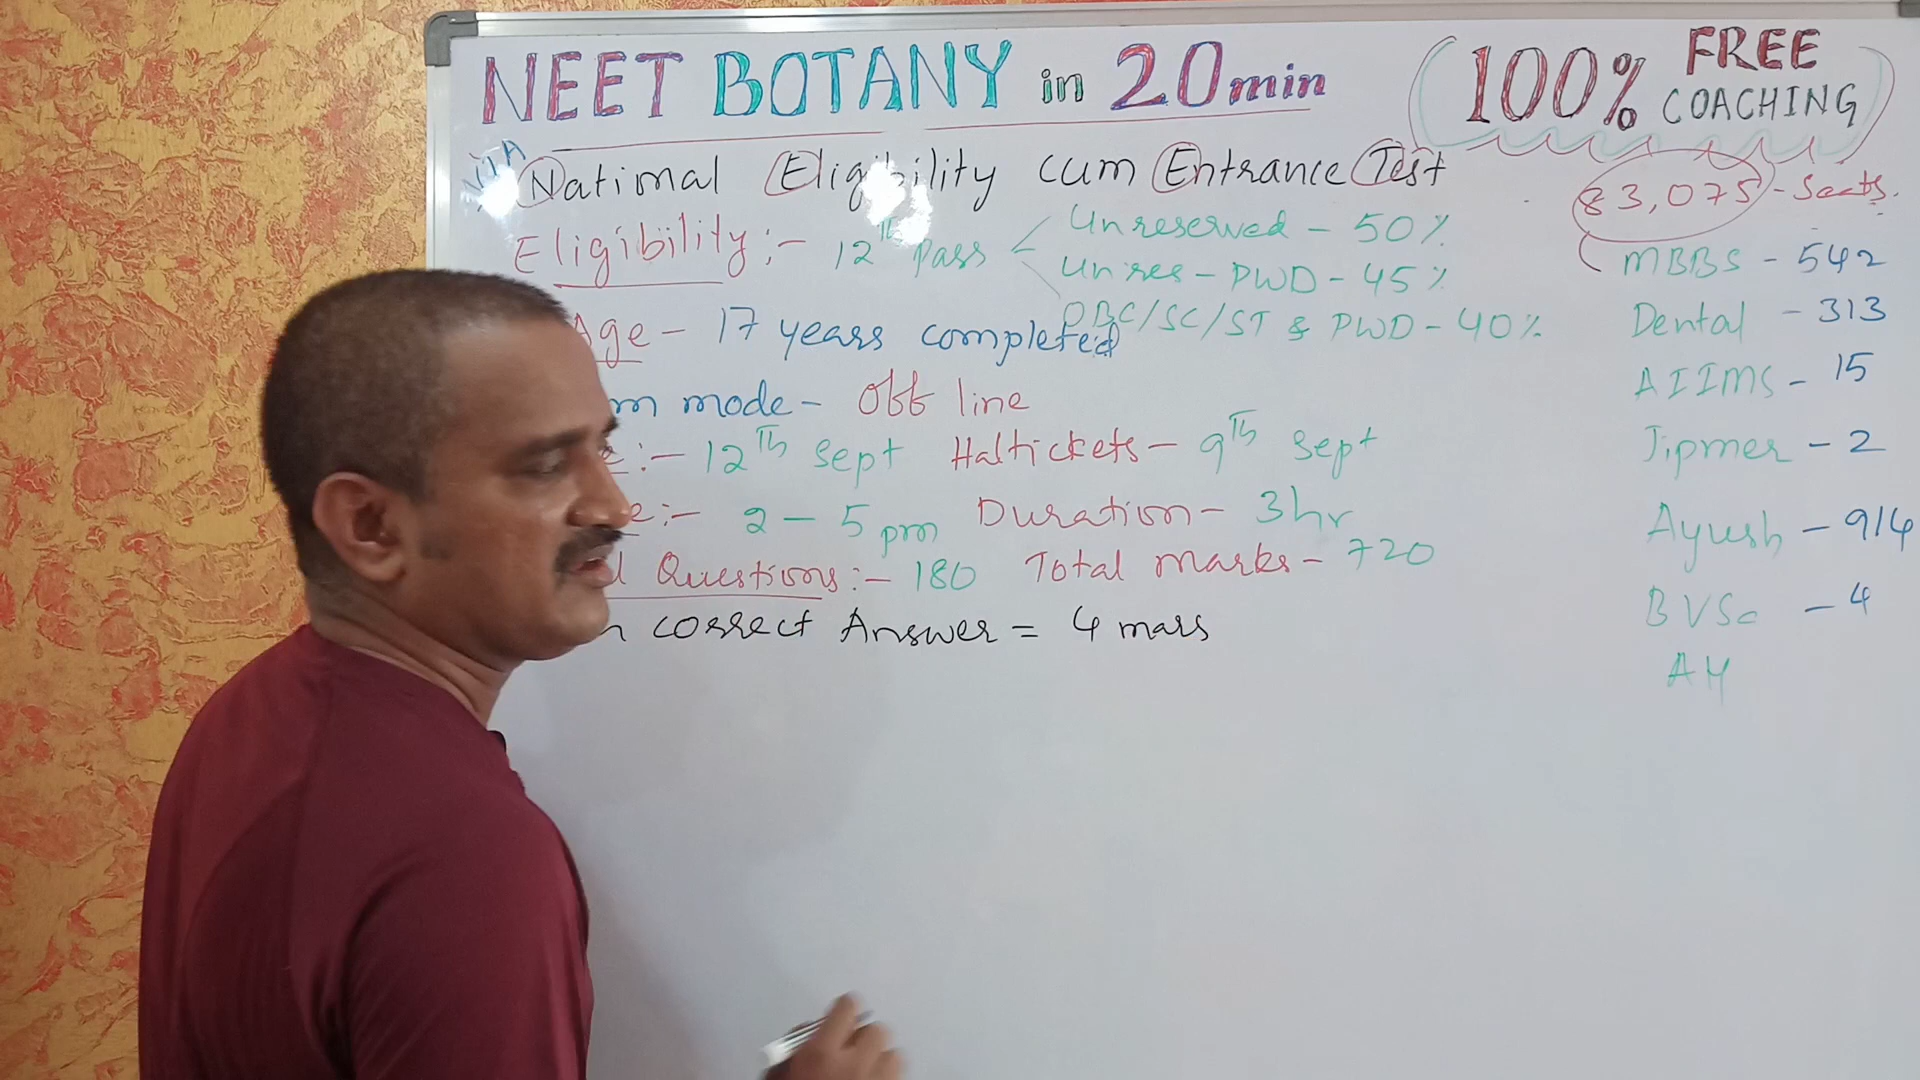 NEET BOTANY in 20min
100% FREE COACHING
NTA
National Eligibility cum Entrance Test
83,075 - Seats.
Eligibility :- 12th Pass
Unreserved - 50%
Unres - PWD - 45%
OBC/SC/ST & PWD - 40%
Age - 17 years completed
m mode - Off line
:- 12th Sept Haltickets - 9th Sept
e:- 2 - 5 pm Duration - 3hr
l Questions :- 180 Total marks - 720
correct Answer = 4 mars
MBBS - 542
Dental - 313
AIIMS - 15
Jipmer - 2
Ayush - 914
BVSc - 4
AH